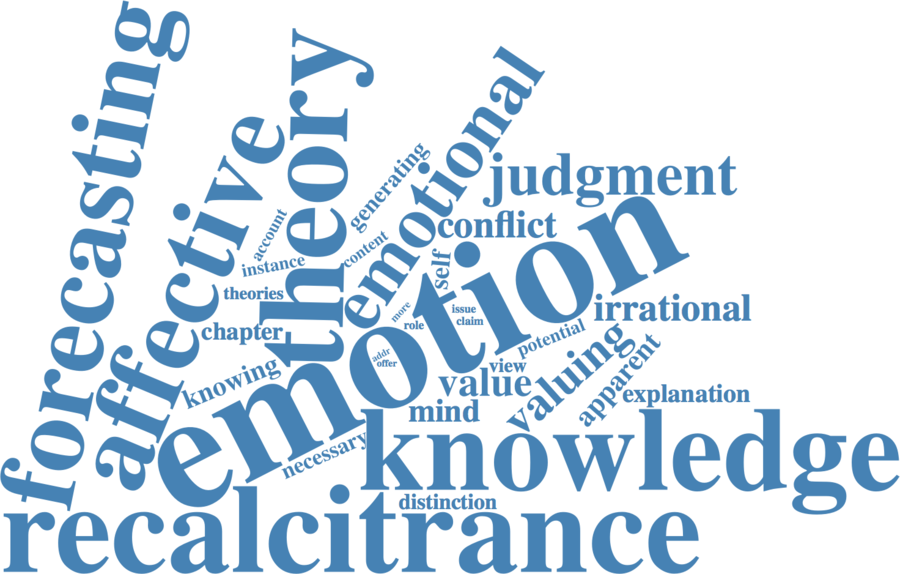 forecasting
affective
theory
emotional
generating
judgment
conflict
account
content
instance
self
emotion
theories
irrational
more
issue
role
claim
chapter
potential
addr
offer
view
apparent
valuing
knowing
value
explanation
mind
necessary
knowledge
distinction
recalcitrance